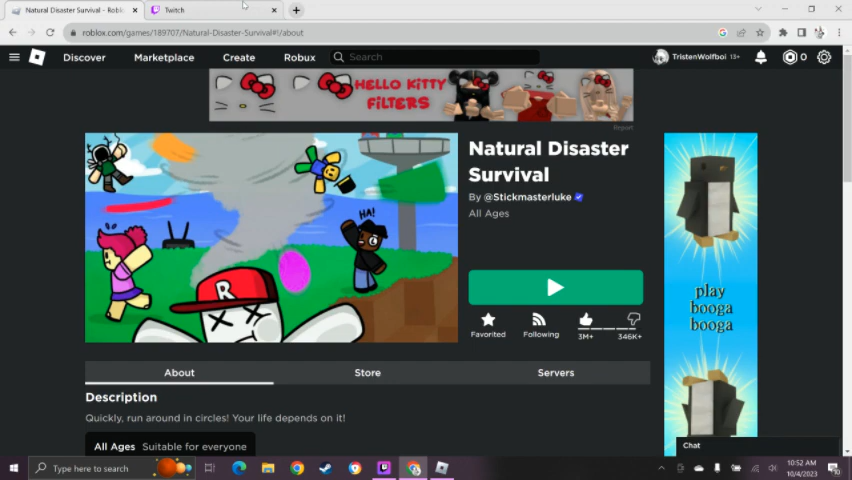 Natural Disaster Survival - Roblo
Twitch
roblox.com/games/189707/Natural-Disaster-Survival#!/about
Discover
Marketplace
Create
Robux
Search
TristenWolfboi 13+
0
HELLO KITTY
FILTERS
Report
Natural Disaster
Survival
By @Stickmasterluke
All Ages
HA!
R
Favorited
Following
3M+
346K+
play
booga
booga
About
Store
Servers
Description
Quickly, run around in circles! Your life depends on it!
All Ages Suitable for everyone
Chat
Type here to search
10:52 AM
10/4/2023